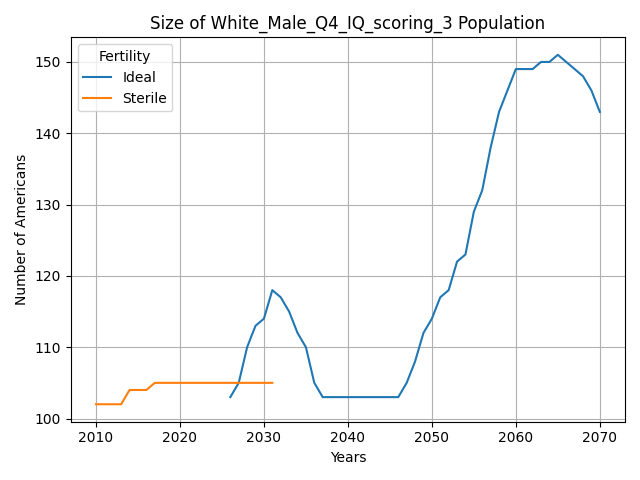 Size of White_Male_Q4_IQ_scoring_3 Population
Fertility
Ideal
Sterile
Number of Americans
150
140
130
120
110
100
2010 2020 2030 2040 2050 2060 2070
Years